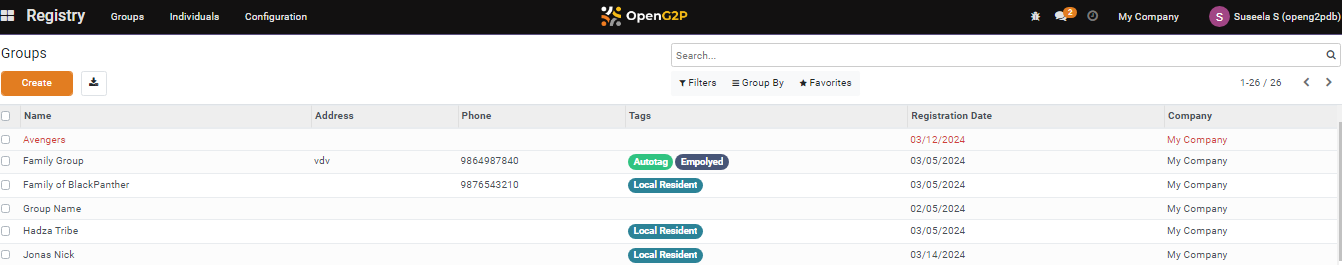 Registry Groups Individuals Configuration OpenG2P 2 My Company S Suseela S (openg2pdb)
Groups Search...
Create Filters Group By Favorites 1-26 / 26
Name Address Phone Tags Registration Date Company
Avengers 03/12/2024 My Company
Family Group vdv 9864987840 Autotag Empolyed 03/05/2024 My Company
Family of BlackPanther 9876543210 Local Resident 03/05/2024 My Company
Group Name 02/05/2024 My Company
Hadza Tribe Local Resident 03/05/2024 My Company
Jonas Nick Local Resident 03/14/2024 My Company